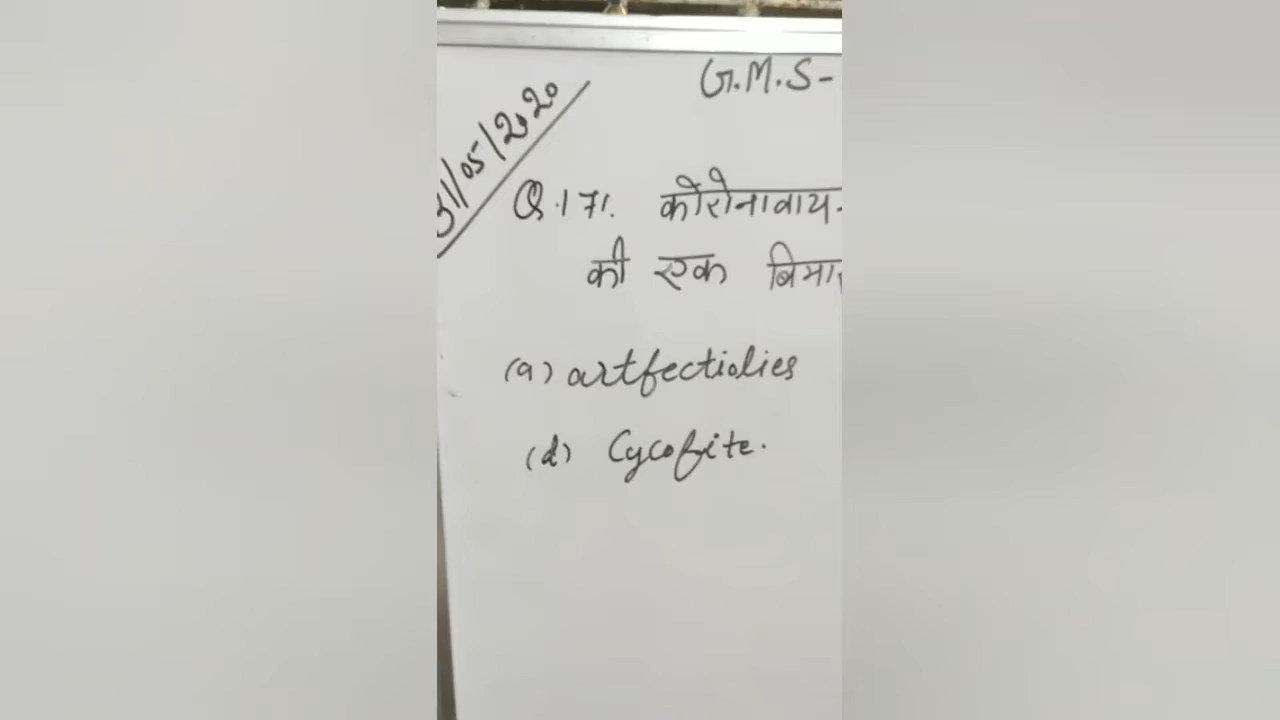 31/05/2020
G.M.S-
Q.171. कोरोनावाय
की एक बिमा
(a) artfectiolies
(d) Cycofite.